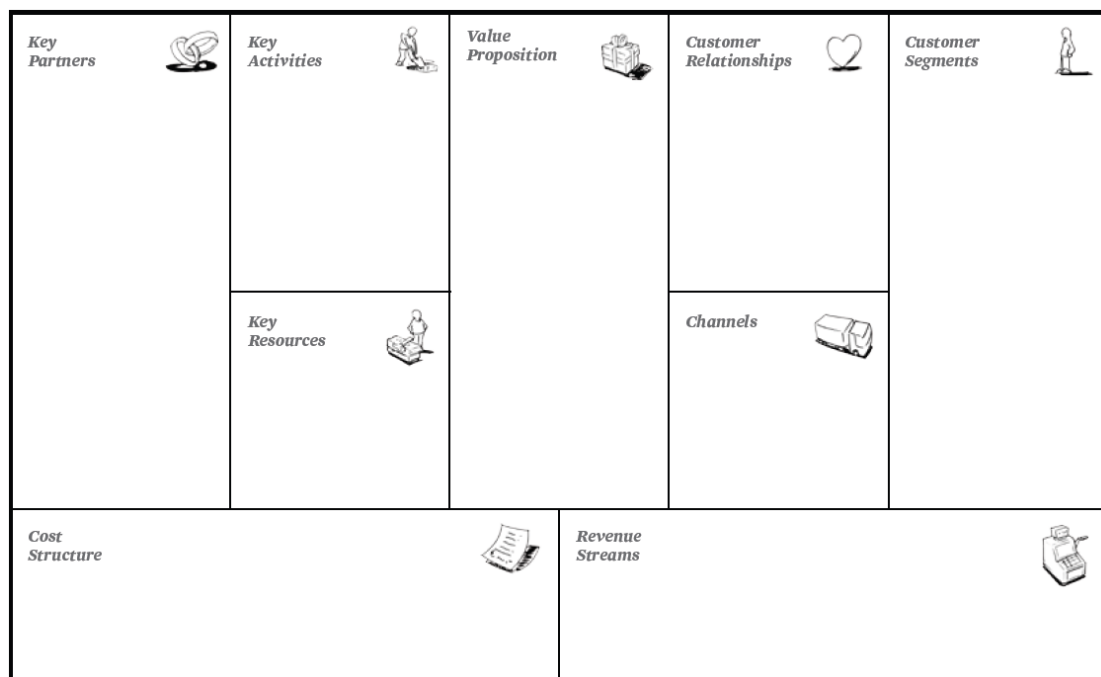 Key
Partners
Key
Activities
Value
Proposition
Customer
Relationships
Customer
Segments
Key
Resources
Channels
Cost
Structure
Revenue
Streams